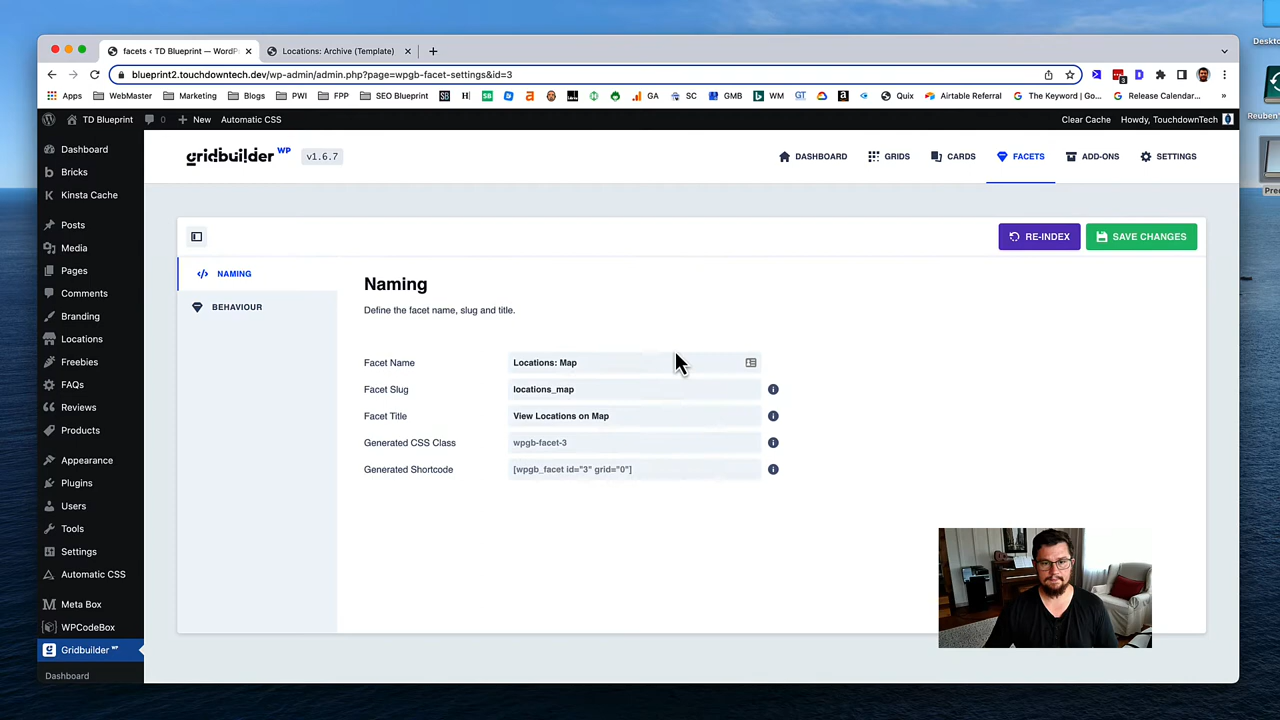 Desktop
facets ‹ TD Blueprint — WordP
Locations: Archive (Template)
blueprint2.touchdowntech.dev/wp-admin/admin.php?page=wpgb-facet-settings&id=3
Apps WebMaster Marketing Blogs PWI FPP SEO Blueprint GA SC GMB WM Quix Airtable Referral The Keyword | Go... Release Calendar... »
Reuben'
TD Blueprint 0 New Automatic CSS Clear Cache Howdy, TouchdownTech
gridbuilder WP v1.6.7
DASHBOARD GRIDS CARDS FACETS ADD-ONS SETTINGS
Dashboard
Bricks
Kinsta Cache
Posts
Media
Pages
Comments
Branding
Locations
Freebies
FAQs
Reviews
Products
Appearance
Plugins
Users
Tools
Settings
Automatic CSS
Meta Box
WPCodeBox
Gridbuilder WP
Dashboard
RE-INDEX SAVE CHANGES
NAMING
BEHAVIOUR
Naming
Define the facet name, slug and title.
Facet Name Locations: Map
Facet Slug locations_map
Facet Title View Locations on Map
Generated CSS Class wpgb-facet-3
Generated Shortcode [wpgb_facet id="3" grid="0"]